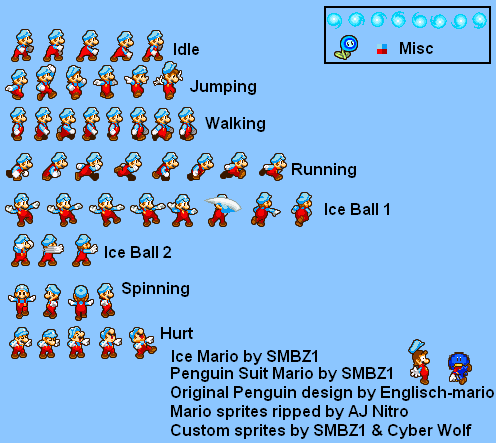 Misc
Idle
Jumping
Walking
Running
Ice Ball 1
Ice Ball 2
Spinning
Hurt
Ice Mario by SMBZ1
Penguin Suit Mario by SMBZ1
Original Penguin design by Englisch-mario
Mario sprites ripped by AJ Nitro
Custom sprites by SMBZ1 & Cyber Wolf